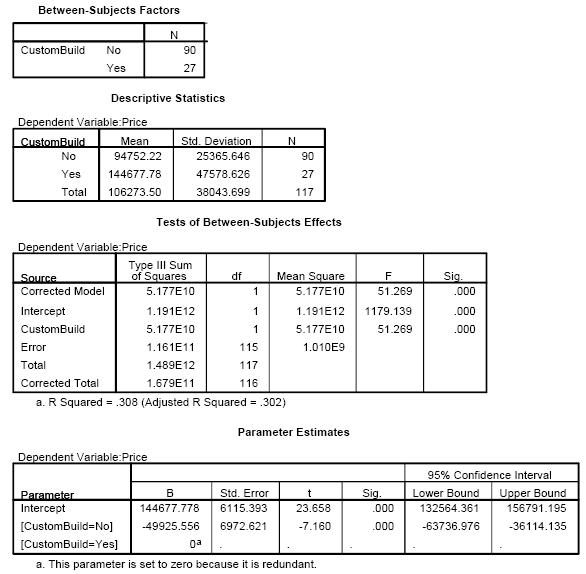 Between-Subjects Factors
N
CustomBuild No 90
Yes 27
Descriptive Statistics
Dependent Variable:Price
CustomBuild Mean Std. Deviation N
No 94752.22 25365.646 90
Yes 144677.78 47578.626 27
Total 106273.50 38043.699 117
Tests of Between-Subjects Effects
Dependent Variable:Price
Type III Sum
Source of Squares df Mean Square F Sig.
Corrected Model 5.177E10 1 5.177E10 51.269 .000
Intercept 1.191E12 1 1.191E12 1179.139 .000
CustomBuild 5.177E10 1 5.177E10 51.269 .000
Error 1.161E11 115 1.010E9
Total 1.489E12 117
Corrected Total 1.679E11 116
a. R Squared = .308 (Adjusted R Squared = .302)
Parameter Estimates
Dependent Variable:Price
95% Confidence Interval
Parameter B Std. Error t Sig. Lower Bound Upper Bound
Intercept 144677.778 6115.393 23.658 .000 132564.361 156791.195
[CustomBuild=No] -49925.556 6972.621 -7.160 .000 -63736.976 -36114.135
[CustomBuild=Yes] 0a . . . . .
a. This parameter is set to zero because it is redundant.